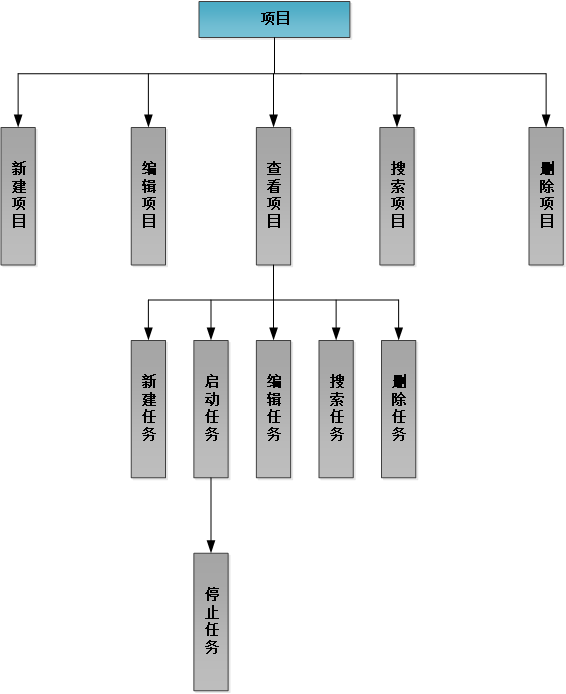 项目
新建项目
编辑项目
查看项目
搜索项目
删除项目
新建任务
启动任务
编辑任务
搜索任务
删除任务
停止任务